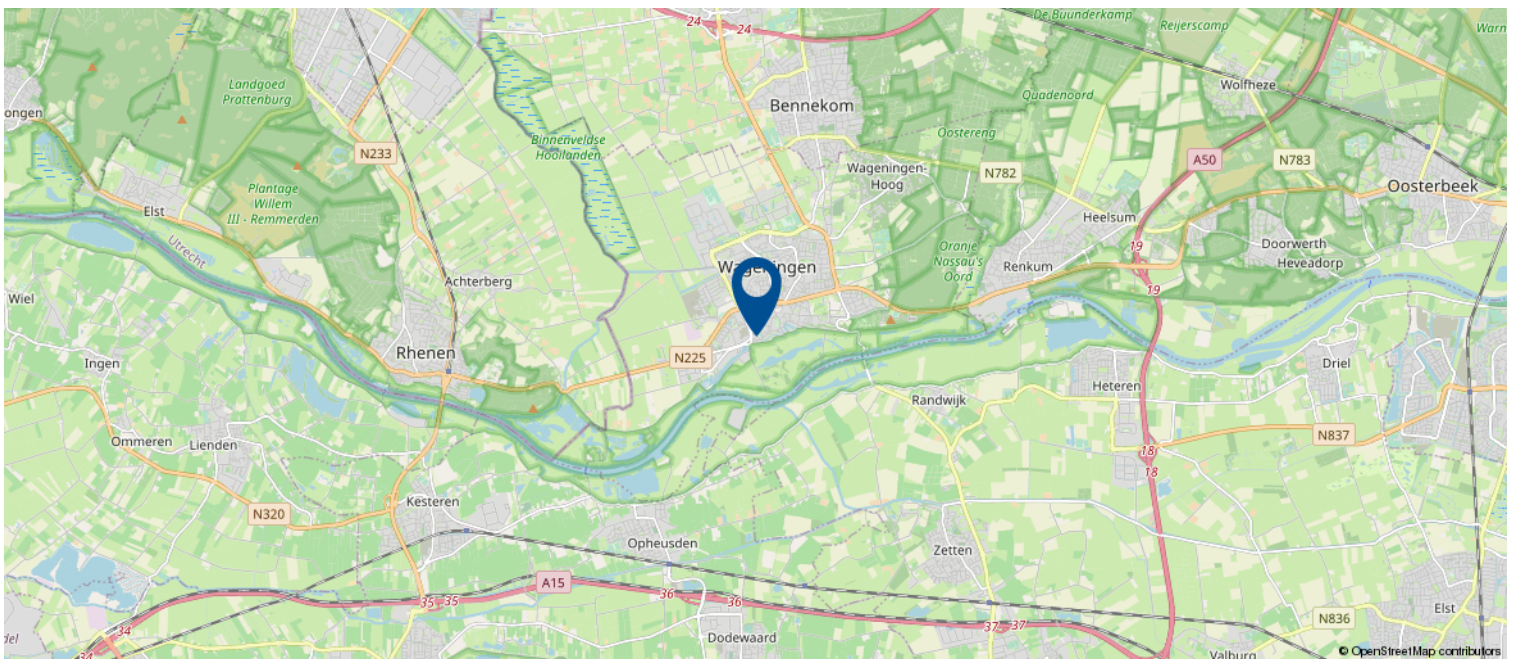 24
24
De Buunderkamp
Reijerscamp
Warn
Landgoed
Prattenburg
Wolfheze
Quadenoord
Bennekom
ongen
Oostereng
Binnenveldse
Hooilanden
N233
A50
N783
Wageningen-
Hoog
N782
Oosterbeek
Plantage
Willem
III - Remmerden
Elst
Heelsum
Utrecht
19
Oranje
Nassau's
Oord
Doorwerth
Heveadorp
Renkum
Wageningen
Achterberg
19
Wiel
Rhenen
N225
Ingen
Driel
Heteren
Randwijk
Ommeren
Lienden
N837
18
18
Kesteren
N320
Opheusden
Zetten
A15
35
35
36
36
Elst
N836
34
37
37
del
34
Dodewaard
Valburg
© OpenStreetMap contributors